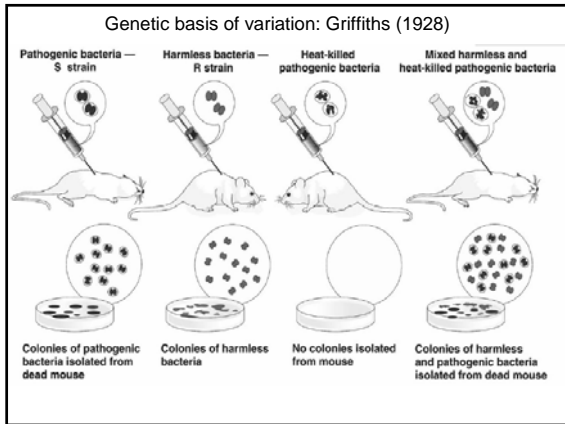 Genetic basis of variation: Griffiths (1928)
Pathogenic bacteria—
S strain
Harmless bacteria—
R strain
Heat-killed
pathogenic bacteria
Mixed harmless and
heat-killed pathogenic bacteria
Colonies of pathogenic
bacteria isolated from
dead mouse
Colonies of harmless
bacteria
No colonies isolated
from mouse
Colonies of harmless
and pathogenic bacteria
isolated from dead mouse